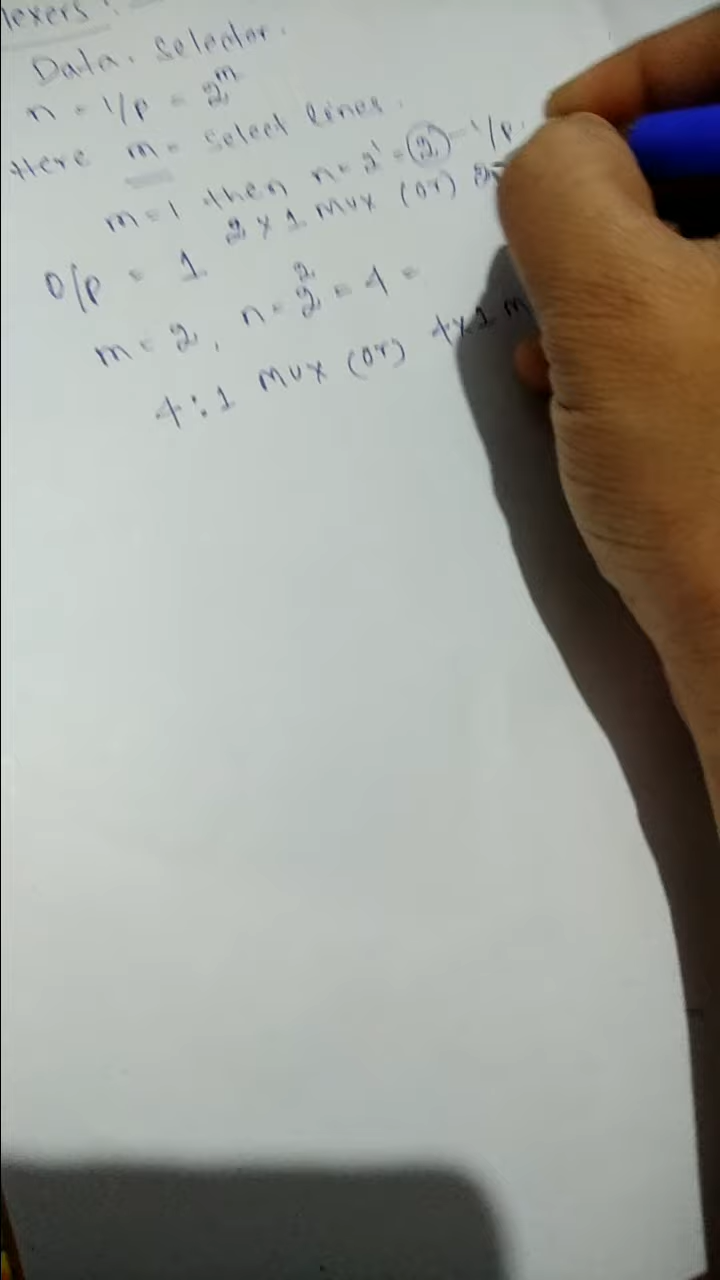 lexers :
Data. Selector.
n = I/p = 2^m
Here m = select lines.
m = 1 then n = 2^1 = 2 - I/p.
O/p = 1 2x1 Mux (or) 2
m = 2, n = 2^2 = 4 =
4:1 Mux (or) 4x1 m